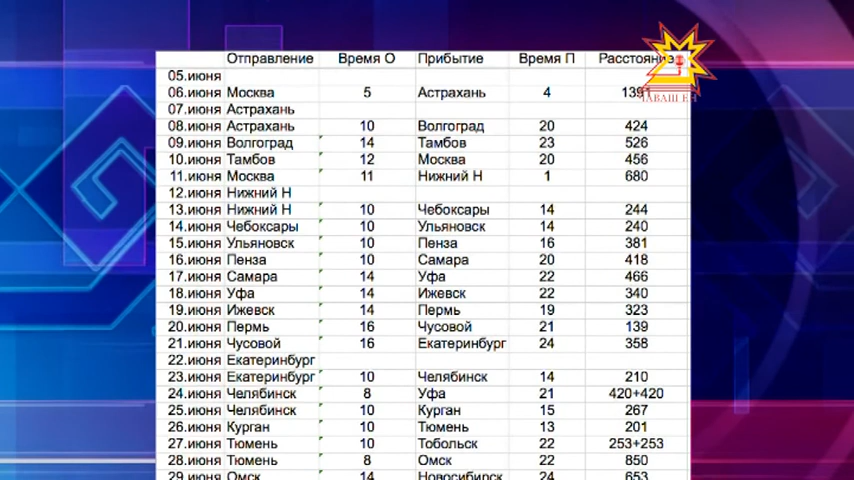 Отправление Время О Прибытие Время П Расстояние
05.июня
06.июня Москва 5 Астрахань 4 1391
07.июня Астрахань
08.июня Астрахань 10 Волгоград 20 424
09.июня Волгоград 14 Тамбов 23 526
10.июня Тамбов 12 Москва 20 456
11.июня Москва 11 Нижний Н 1 680
12.июня Нижний Н
13.июня Нижний Н 10 Чебоксары 14 244
14.июня Чебоксары 10 Ульяновск 14 240
15.июня Ульяновск 10 Пенза 16 381
16.июня Пенза 10 Самара 20 418
17.июня Самара 14 Уфа 22 466
18.июня Уфа 14 Ижевск 22 340
19.июня Ижевск 14 Пермь 19 323
20.июня Пермь 16 Чусовой 21 139
21.июня Чусовой 16 Екатеринбург 24 358
22.июня Екатеринбург
23.июня Екатеринбург 10 Челябинск 14 210
24.июня Челябинск 8 Уфа 21 420+420
25.июня Челябинск 10 Курган 15 267
26.июня Курган 10 Тюмень 13 201
27.июня Тюмень 10 Тобольск 22 253+253
28.июня Тюмень 8 Омск 22 850
29.июня Омск 14 Новосибирск 24 653